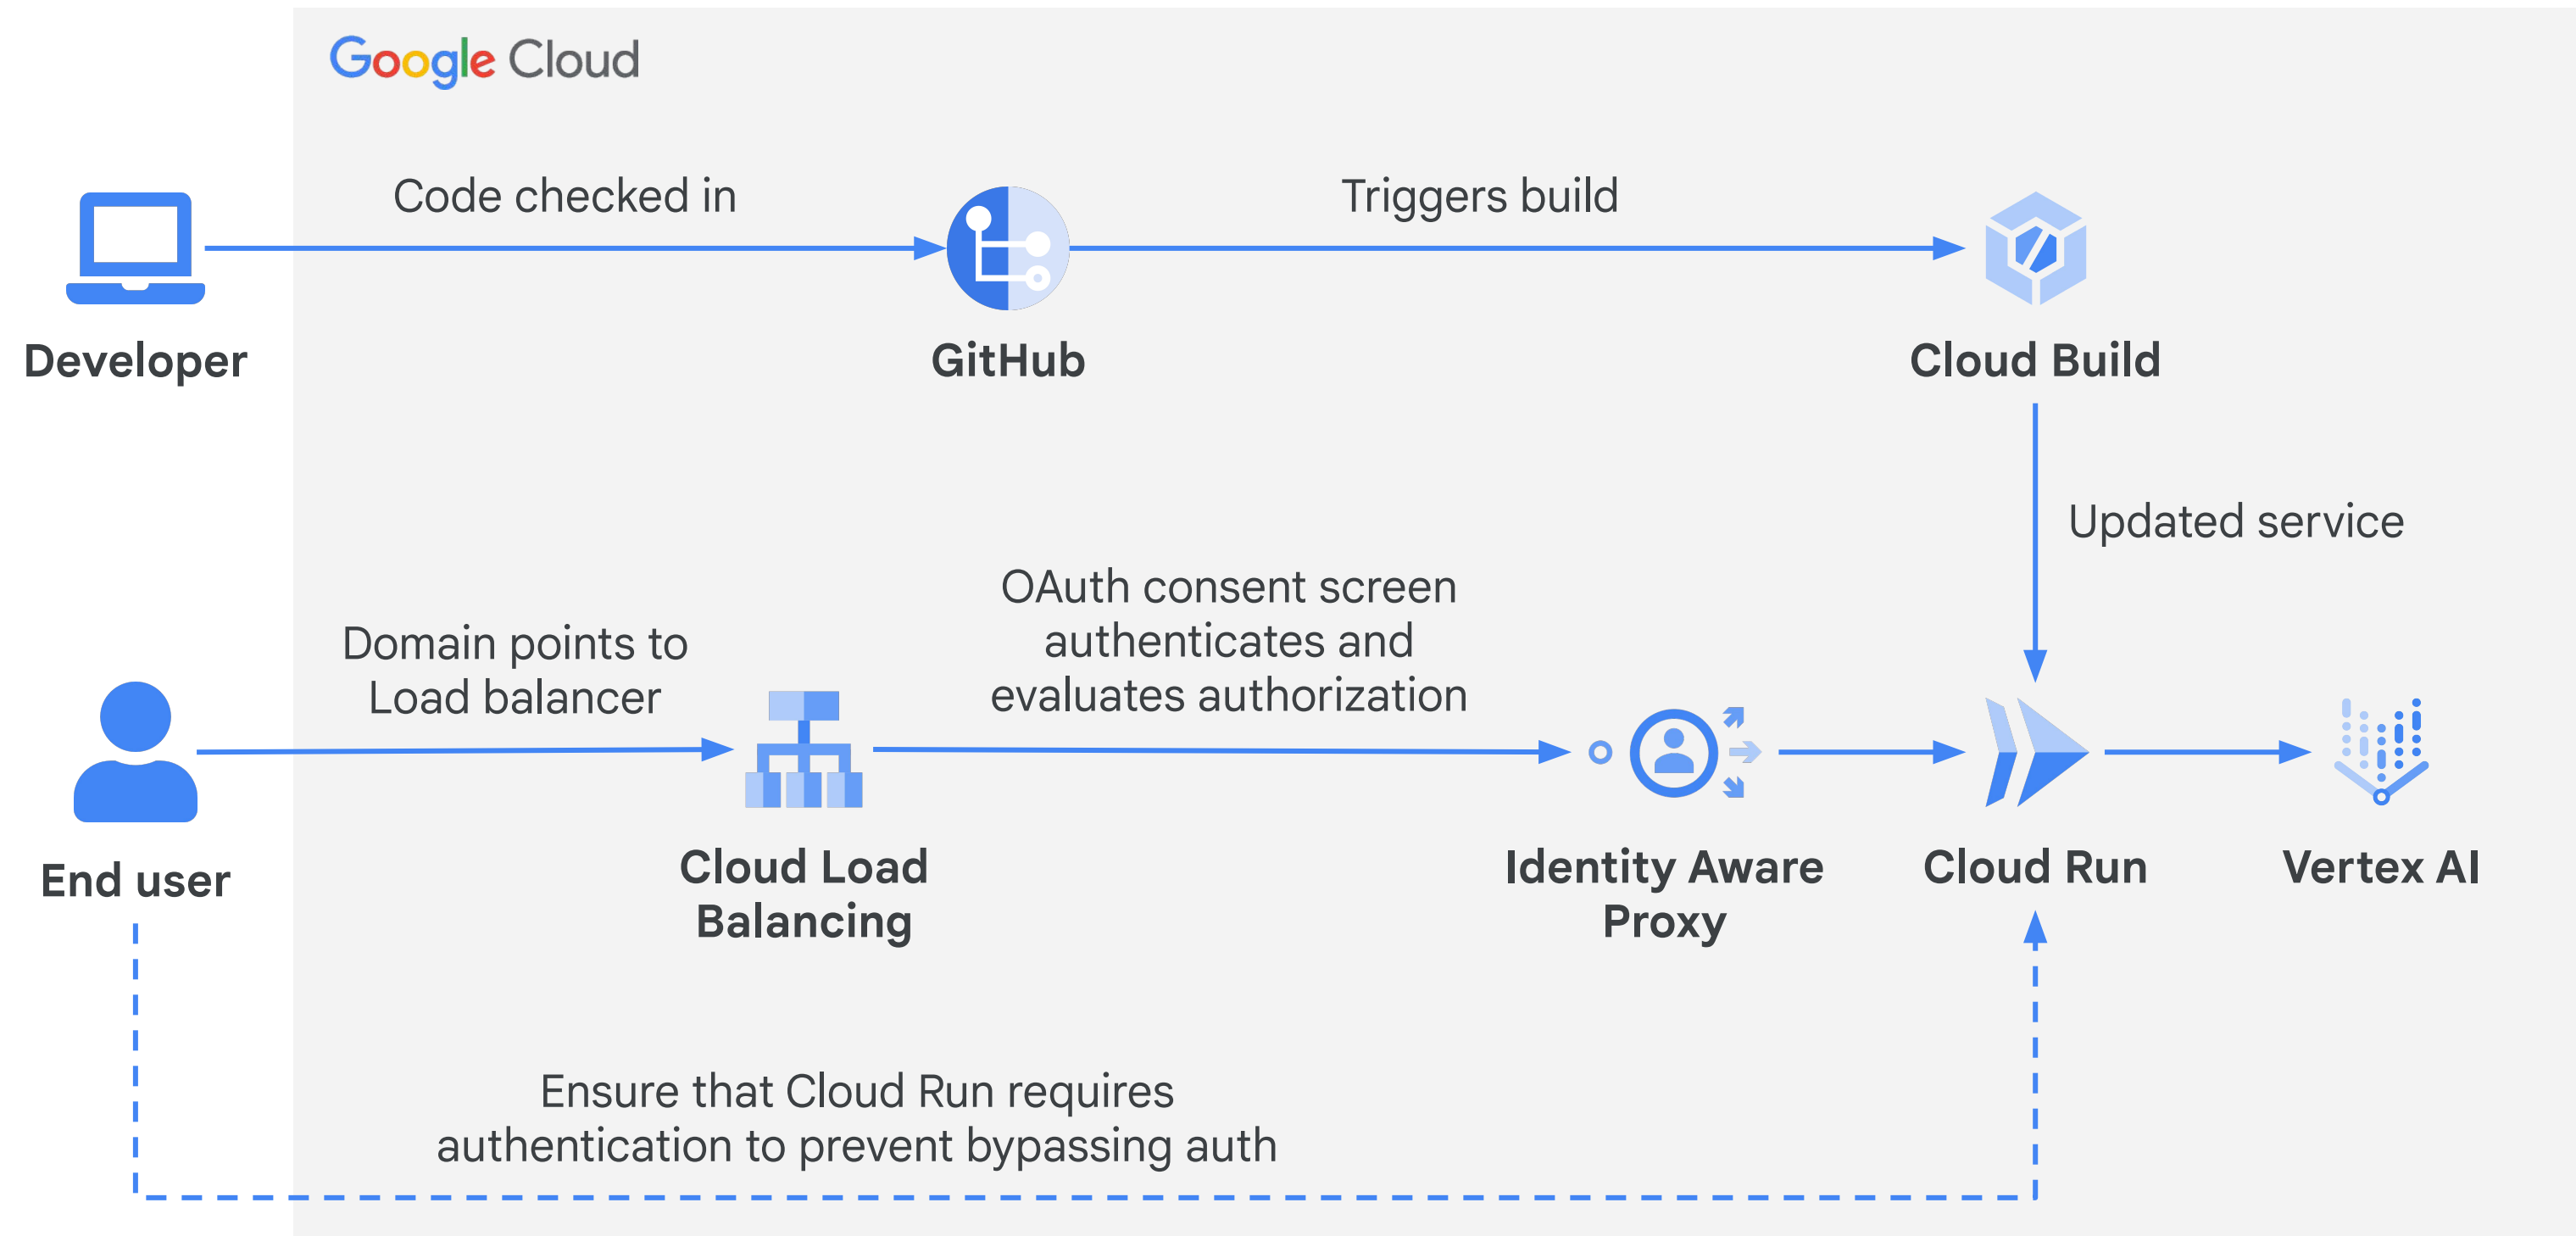 Google Cloud
Code checked in
Triggers build
Developer
GitHub
Cloud Build
Updated service
OAuth consent screen
authenticates and
evaluates authorization
Domain points to
Load balancer
End user
Cloud Load
Balancing
Identity Aware
Proxy
Cloud Run
Vertex AI
Ensure that Cloud Run requires
authentication to prevent bypassing auth